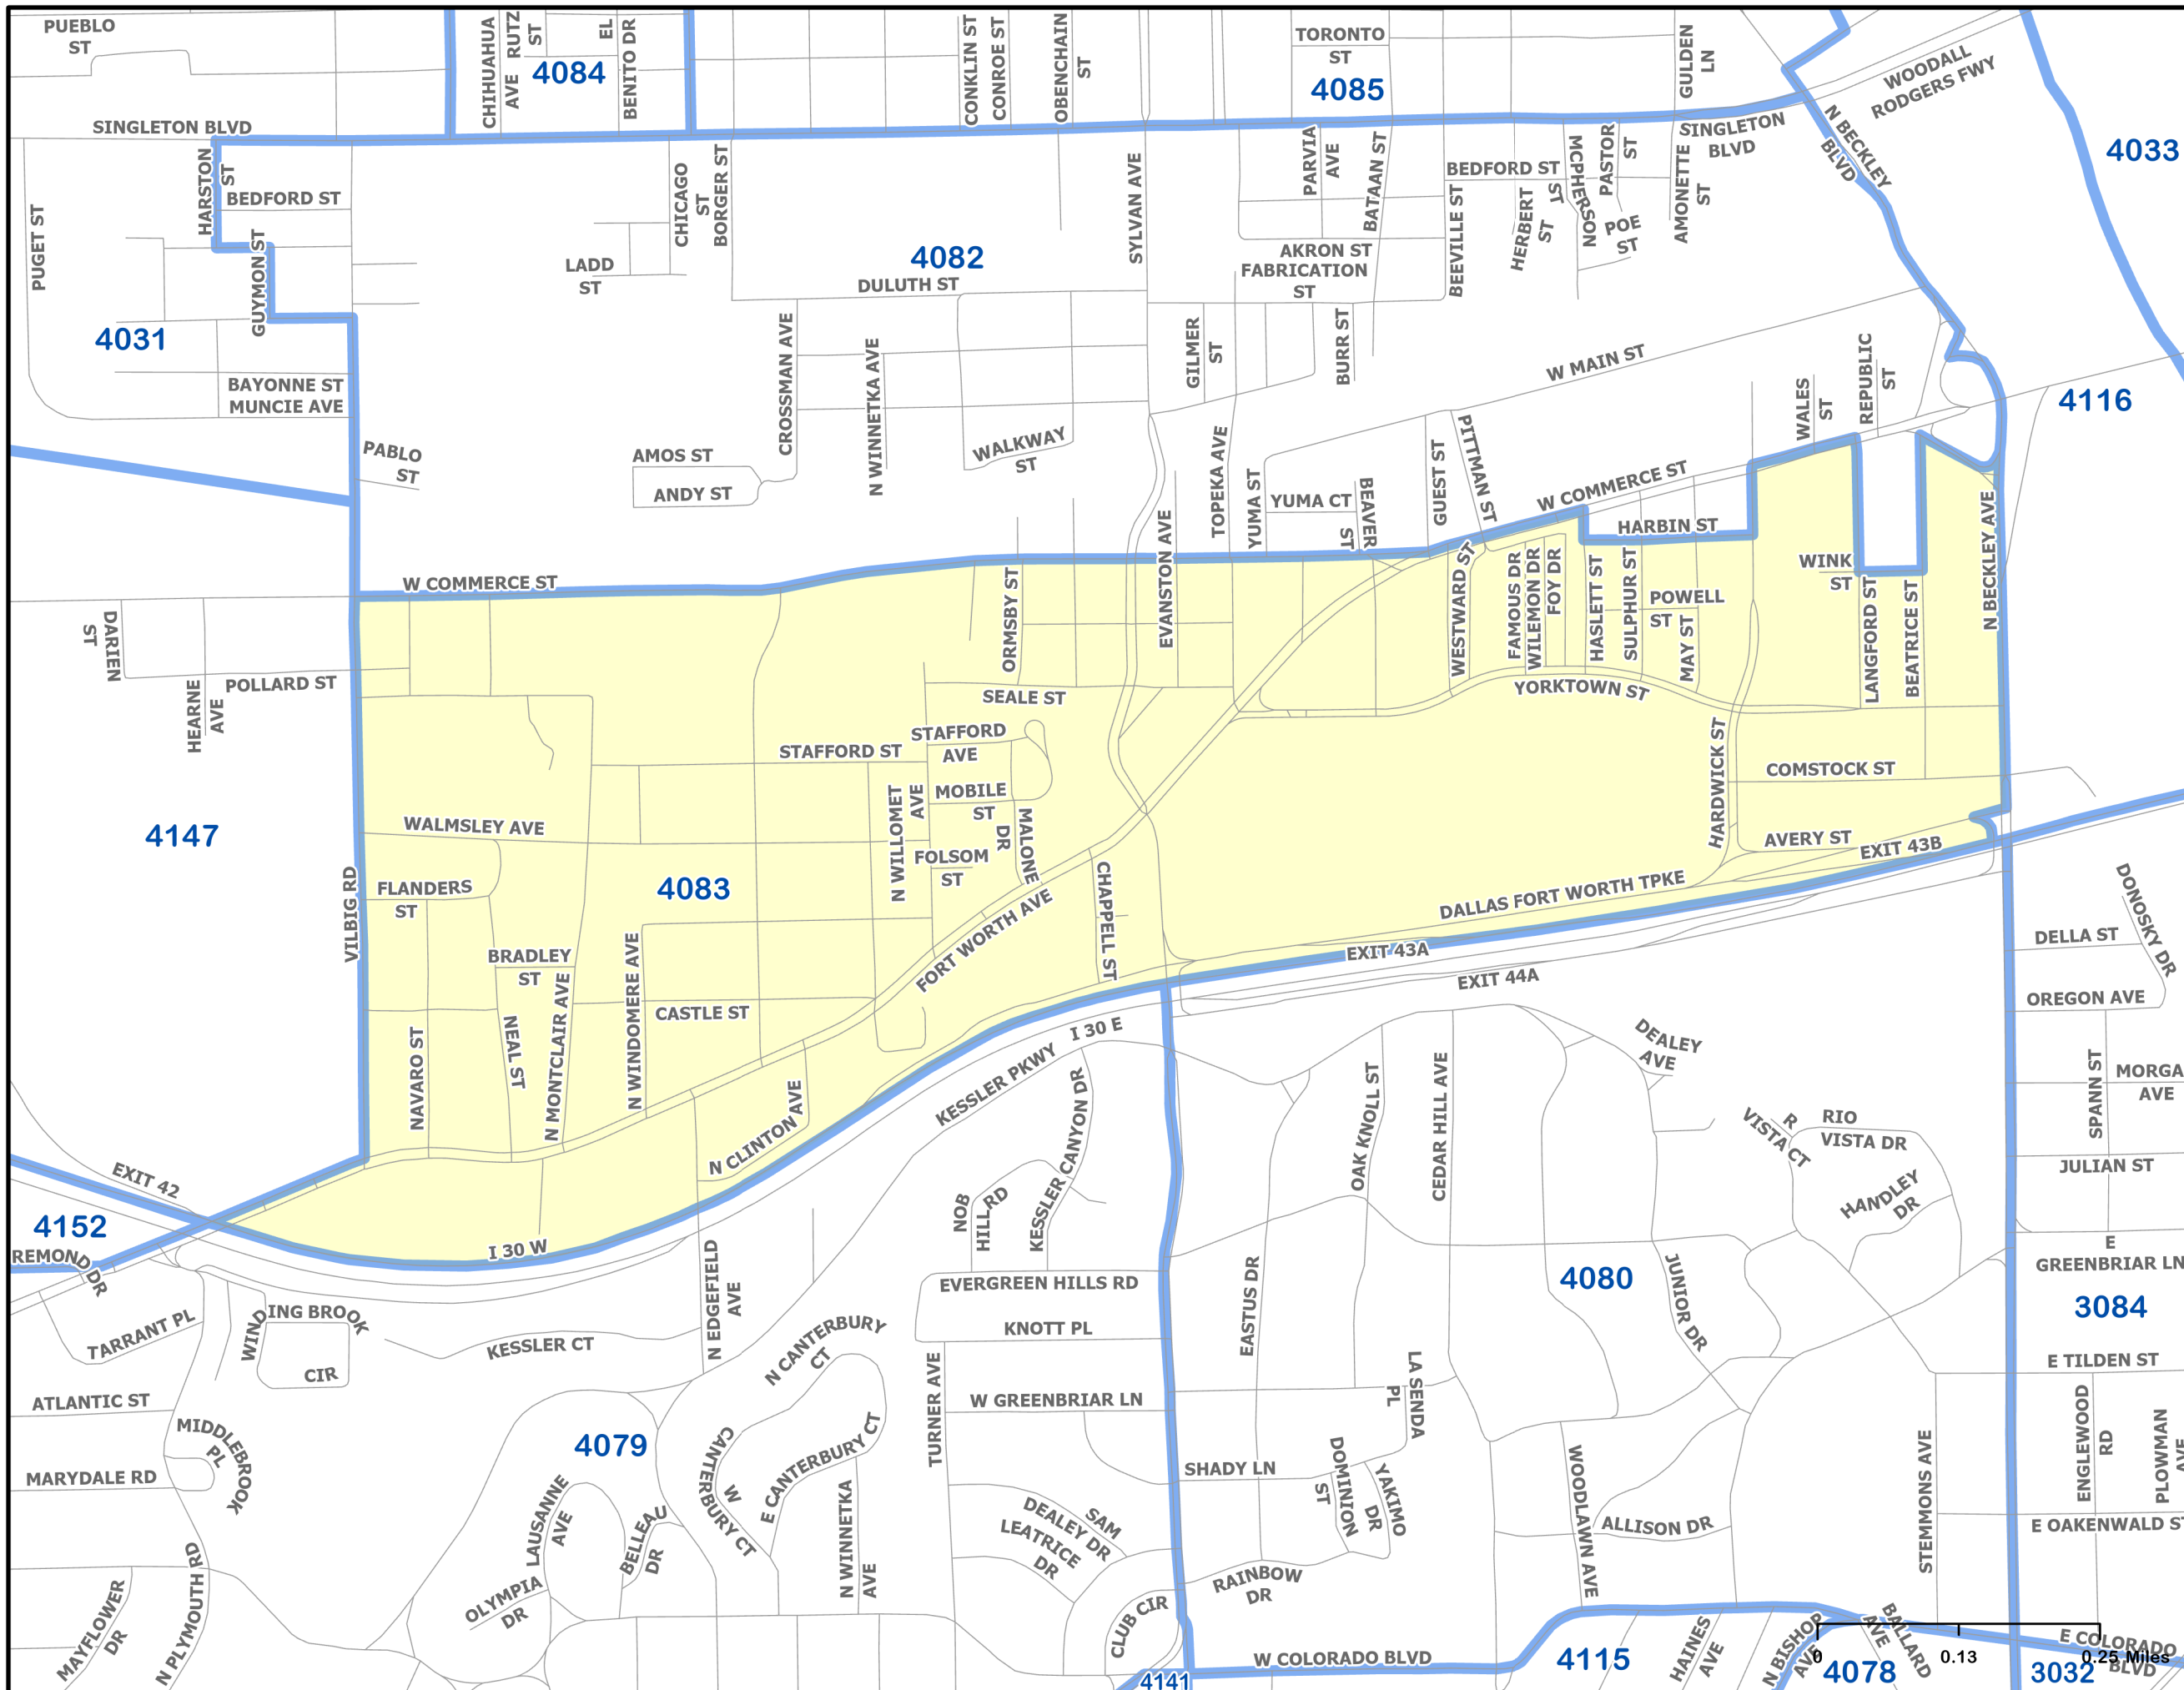 PUEBLO
ST
CHIHUAHUA
AVE
RUTZ
ST
EL
BENITO DR
4084
CONKLIN ST
CONROE ST
OBENCHAIN
ST
TORONTO
ST
4085
GULDEN
LN
WOODALL
RODGERS FWY
SINGLETON BLVD
SINGLETON
BLVD
N BECKLEY
BLVD
4033
HARSTON
ST
BEDFORD ST
PUGET ST
GUYMON ST
4031
BAYONNE ST
MUNCIE AVE
PABLO
ST
LADD
ST
CHICAGO
ST
BORGER ST
4082
DULUTH ST
SYLVAN AVE
PARVIA
AVE
BATAAN ST
BEDFORD ST
MCPHERSON
ST
PASTOR
ST
AMONETTE
ST
HERBERT
ST
POE
ST
BEEVILLE ST
AKRON ST
FABRICATION
ST
GILMER
ST
BURR ST
W MAIN ST
REPUBLIC
ST
WALES
ST
4116
CROSSMAN AVE
N WINNETKA AVE
WALKWAY
ST
AMOS ST
ANDY ST
TOPEKA AVE
YUMA ST
YUMA CT
BEAVER
ST
GUEST ST
PITTMAN ST
W COMMERCE ST
HARBIN ST
EVANSTON AVE
N BECKLEY AVE
WINK
ST
W COMMERCE ST
DARIEN
ST
HEARNE
AVE
POLLARD ST
ORMSBY ST
SEALE ST
WESTWARD ST
FAMOUS DR
WILEMON DR
FOY DR
HASLETT ST
SULPHUR ST
POWELL
ST
MAY ST
LANGFORD ST
BEATRICE ST
YORKTOWN ST
STAFFORD ST
STAFFORD
AVE
MOBILE
ST
N WILLOMET
AVE
MALONE
DR
FOLSOM
ST
HARDWICK ST
COMSTOCK ST
AVERY ST
EXIT 43B
4147
WALMSLEY AVE
FLANDERS
ST
4083
VILBIG RD
BRADLEY
ST
N WINDOMERE AVE
N MONTCLAIR AVE
CASTLE ST
NAVARO ST
NEAL ST
FORT WORTH AVE
CHAPPELL ST
DALLAS FORT WORTH TPKE
EXIT 43A
EXIT 44A
I 30 E
KESSLER PKWY
N CLINTON AVE
DONOSKY DR
DELLA ST
OREGON AVE
SPANN ST
MORGA
AVE
JULIAN ST
DEALEY
AVE
R
VISTA CT
RIO
VISTA DR
HANDLEY
DR
OAK KNOLL ST
CEDAR HILL AVE
KESSLER CANYON DR
NOB
HILL RD
EXIT 42
4152
REMOND DR
I 30 W
N EDGEFIELD
AVE
EVERGREEN HILLS RD
KNOTT PL
EASTUS DR
4080
JUNIOR DR
E
GREENBRIAR LN
3084
TARRANT PL
WINDING BROOK
CIR
KESSLER CT
N CANTERBURY
CT
TURNER AVE
W GREENBRIAR LN
LA SENDA
PL
E TILDEN ST
ATLANTIC ST
MIDDLEBROOK
PL
MARYDALE RD
4079
CANTERBURY CT
W
E CANTERBURY CT
SHADY LN
DOMINION
ST
YAKIMO
DR
WOODLAWN AVE
STEMMONS AVE
ENGLEWOOD
RD
PLOWMAN
AVE
LAUSANNE
AVE
BELLEAU
DR
N WINNETKA
AVE
SAM
DEALEY DR
LEATRICE
DR
ALLISON DR
E OAKENWALD ST
MAYFLOWER
DR
N PLYMOUTH RD
OLYMPIA
DR
CLUB CIR
RAINBOW
DR
W COLORADO BLVD
4141
4115
HAINES
AVE
N BISHOP
AVE
BALLARD
AVE
4078
3032
E COLORADO
BLVD
0
0.13
0.25 Miles